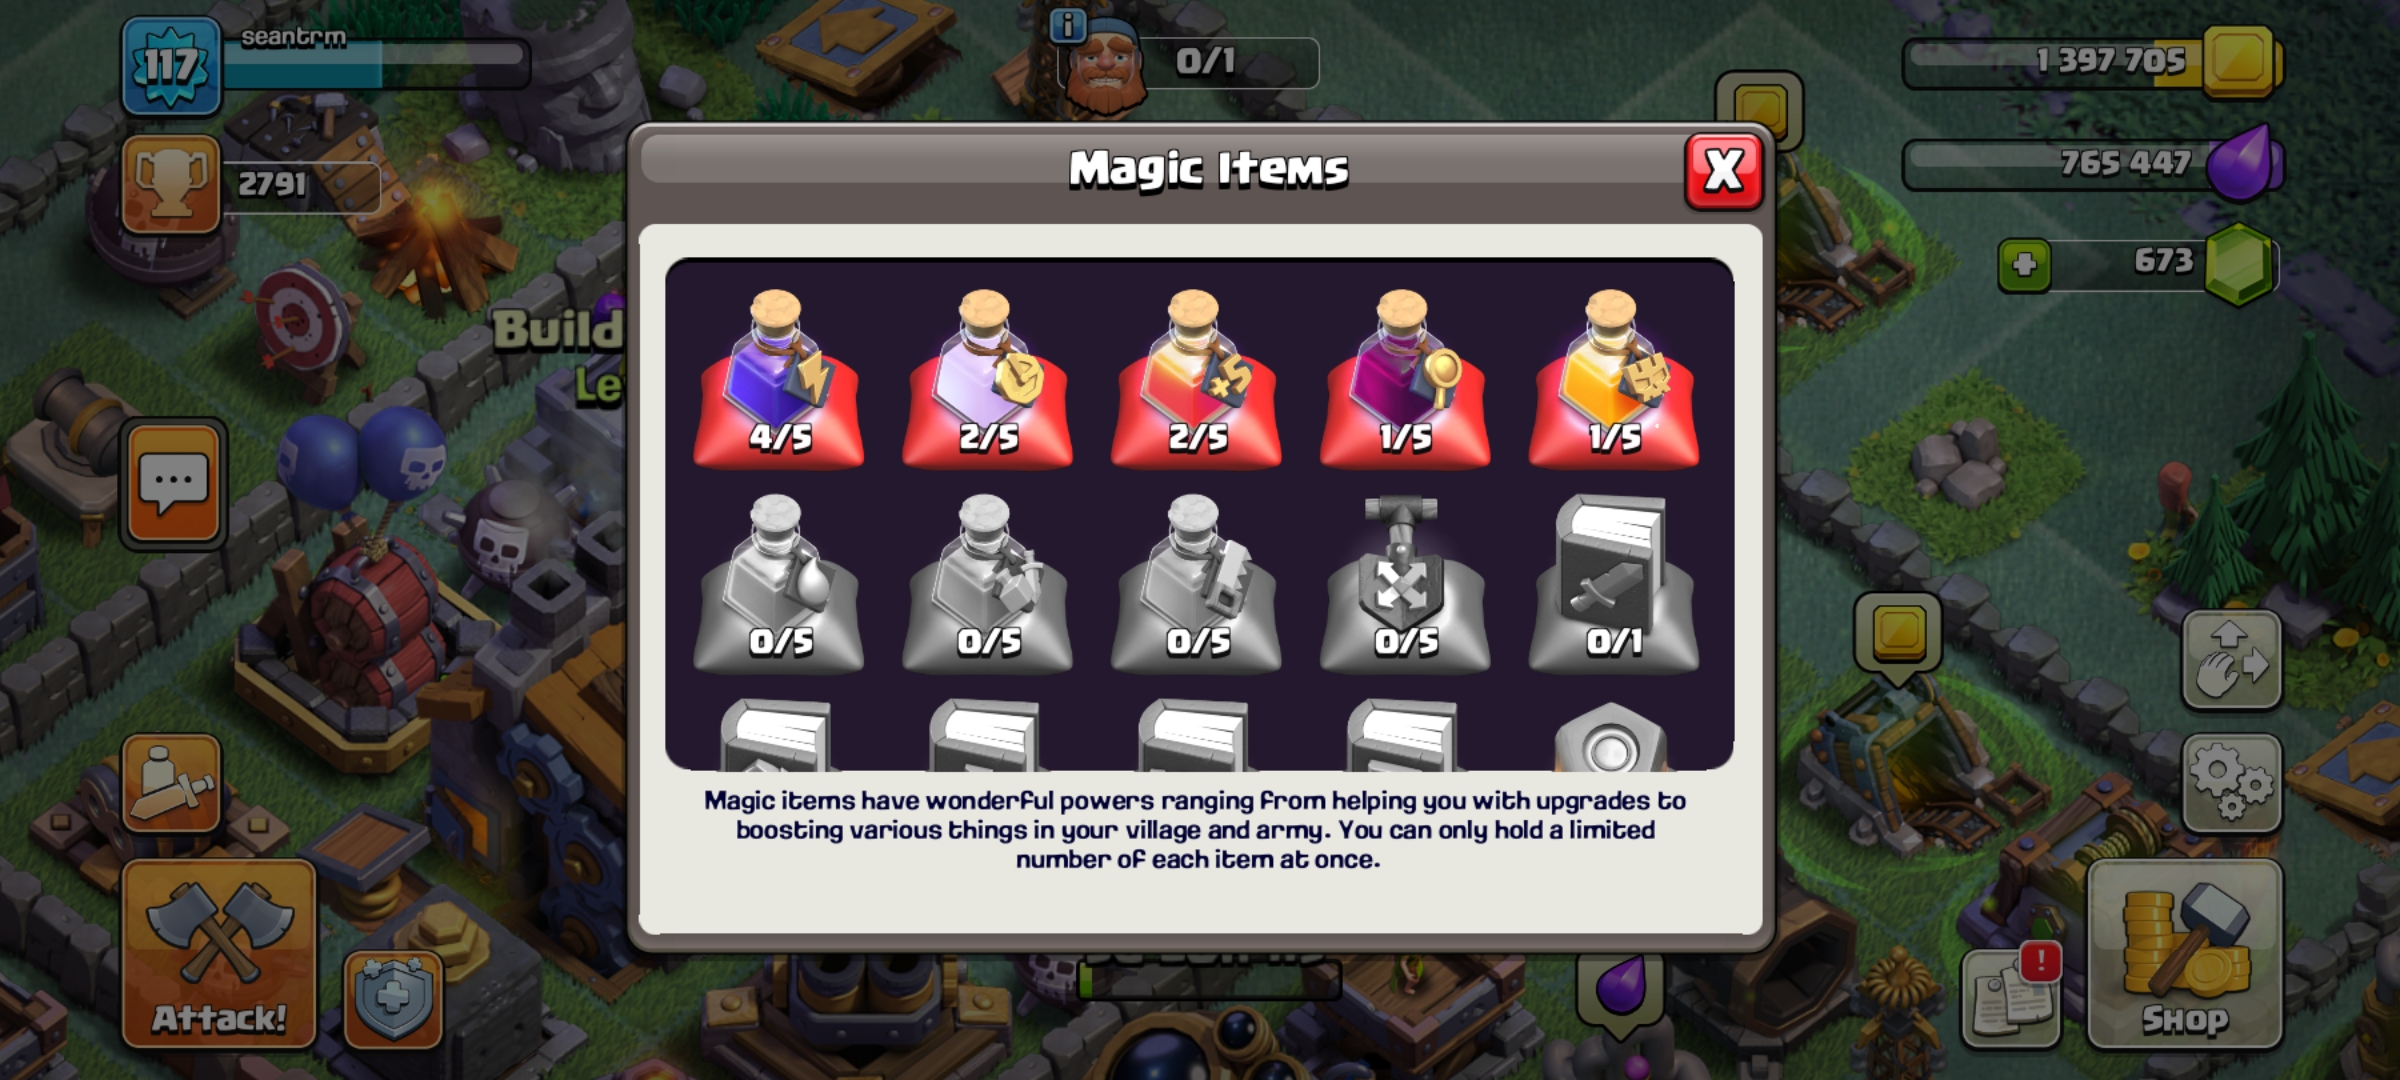 117
seantrm
0/1
1 397 705
2791
765 447
673
Magic Items
Build
Le
4/5
2/5
2/5
1/5
1/5
0/5
0/5
0/5
0/5
0/1
Magic items have wonderful powers ranging from helping you with upgrades to
boosting various things in your village and army. You can only hold a limited
number of each item at once.
Attack!
Shop